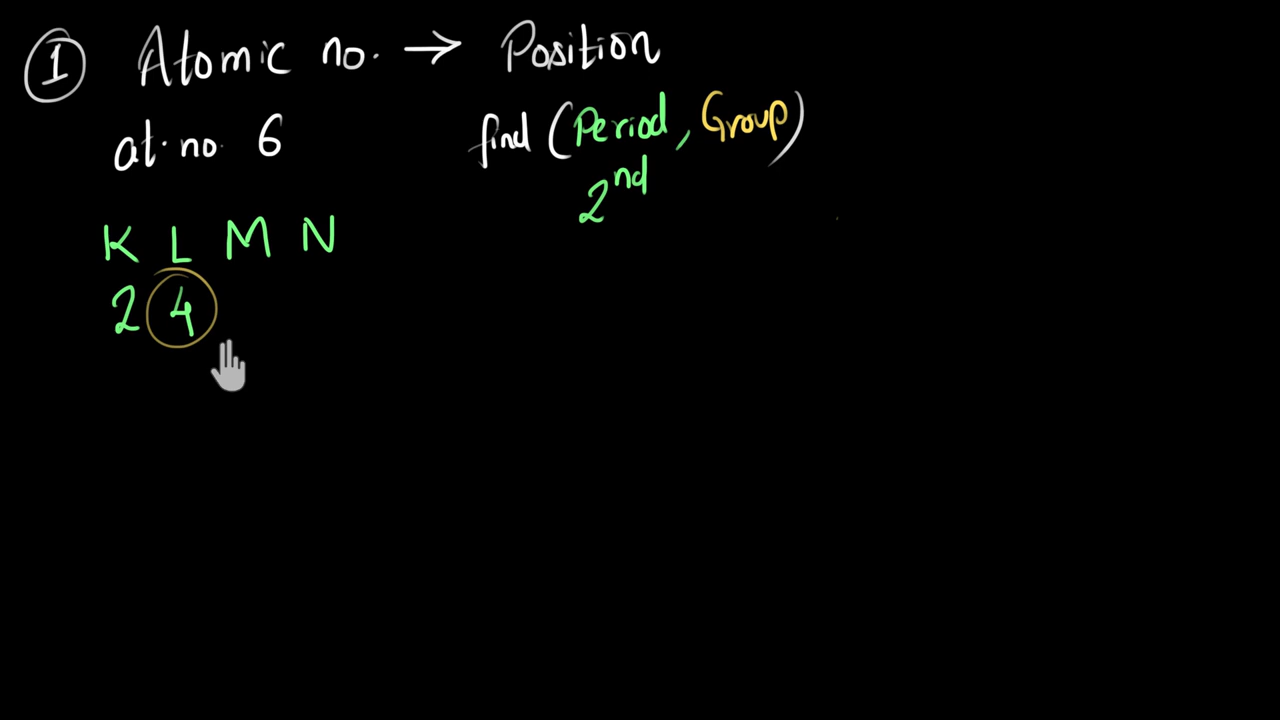 ① Atomic no. → Position
at. no. 6 find (Period, Group)
2nd
K L M N
2 4